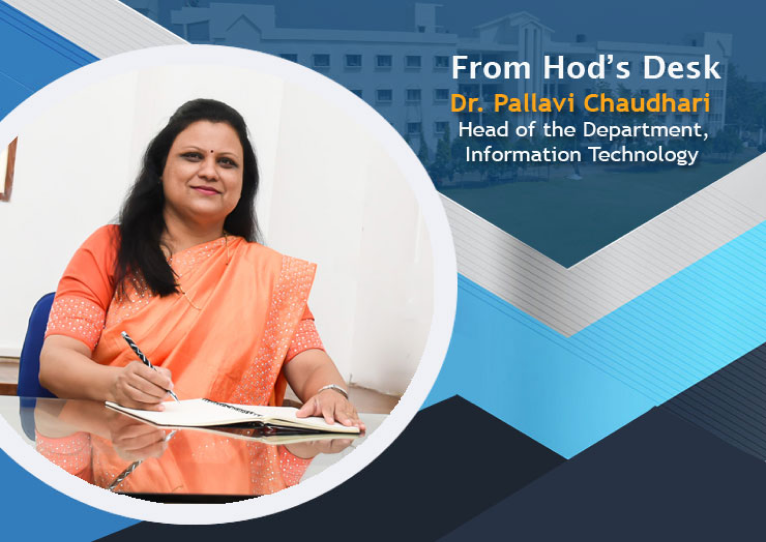 From Hod's Desk
Dr. Pallavi Chaudhari
Head of the Department,
Information Technology